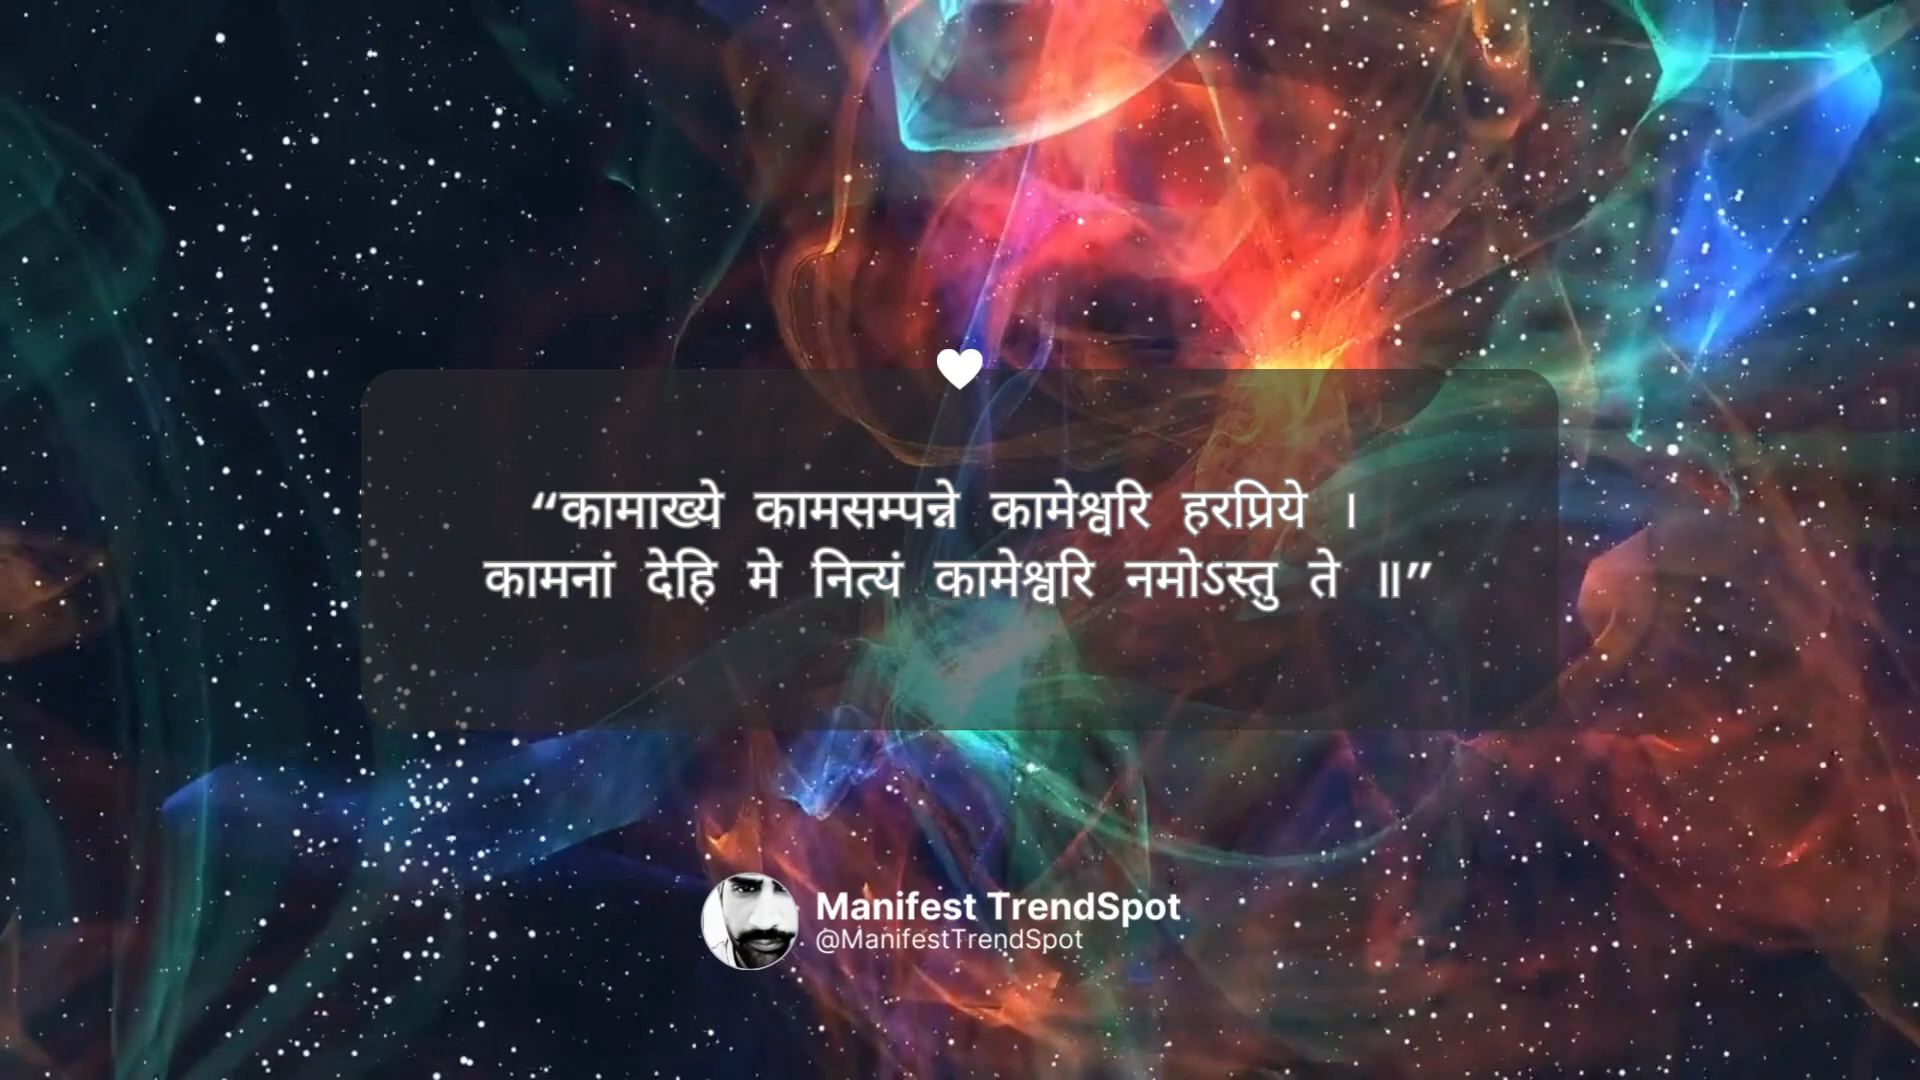 “कामाख्ये कामसम्पन्ने कामेश्वरि हरप्रिये ।
कामनां देहि मे नित्यं कामेश्वरि नमोऽस्तु ते ॥”
Manifest TrendSpot
@ManifestTrendSpot